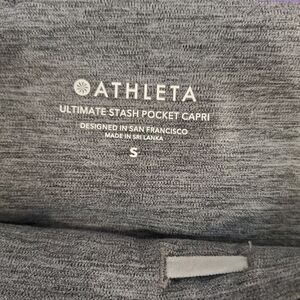 ATHLETA
ULTIMATE STASH POCKET CAPRI
DESIGNED IN SAN FRANCISCO
MADE IN SRI LANKA
S